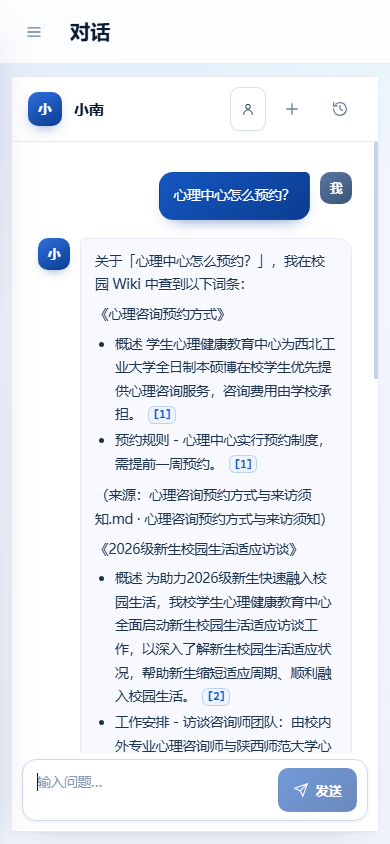 对话
小
小南
心理中心怎么预约？
我
小
关于「心理中心怎么预约？」，我在校
园 Wiki 中查到以下词条：
《心理咨询预约方式》
• 概述 学生心理健康教育中心为西北工
业大学全日制本硕博在校学生优先提
供心理咨询服务，咨询费用由学校承
担。 [1]
• 预约规则 - 心理中心实行预约制度，
需提前一周预约。 [1]
（来源：心理咨询预约方式与来访须
知.md · 心理咨询预约方式与来访须知）
《2026级新生校园生活适应访谈》
• 概述 为助力2026级新生快速融入校
园生活，我校学生心理健康教育中心
全面启动新生校园生活适应访谈工
作，以深入了解新生校园生活适应状
况，帮助新生缩短适应周期、顺利融
入校园生活。 [2]
• 工作安排 - 访谈咨询师团队：由校内
外专业心理咨询师与陕西师范大学心
输入问题...
发送